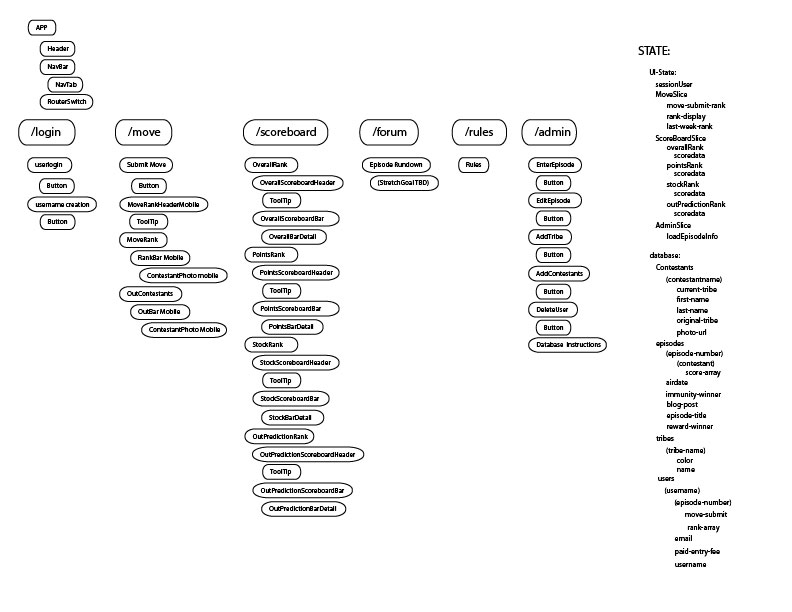 APP
Header
NavBar
NavTab
RouterSwitch
/login
userlogin
Button
username creation
Button
/move
Submit Move
Button
MoveRankHeaderMobile
ToolTip
MoveRank
RankBar Mobile
ContestantPhoto mobile
OutContestants
OutBar Mobile
ContestantPhoto Mobile
/scoreboard
OverallRank
OverallScoreboardHeader
ToolTip
OverallScoreboardBar
OverallBarDetail
PointsRank
PointsScoreboardHeader
ToolTip
PointsScoreboardBar
PointsBarDetail
StockRank
StockScoreboardHeader
ToolTip
StockScoreboardBar
StockBarDetail
OutPredictionRank
OutPredictionScoreboardHeader
ToolTip
OutPredictionScoreboardBar
OutPredictionBarDetail
/forum
Episode Rundown
(StretchGoalTBD)
/rules
Rules
/admin
EnterEpisode
Button
EditEpisode
Button
AddTribe
Button
AddContestants
Button
DeleteUser
Button
Database Instructions
STATE:
UI-State:
sessionUser
MoveSlice
move-submit-rank
rank-display
last-week-rank
ScoreBoardSlice
overallRank
scoredata
pointsRank
scoredata
stockRank
scoredata
outPredictionRank
scoredata
AdminSlice
loadEpisodeInfo
database:
Contestants
(contestantname)
current-tribe
first-name
last-name
original-tribe
photo-url
episodes
(episode-number)
(contestant)
score-array
airdate
immunity-winner
blog-post
episode-title
reward-winner
tribes
(tribe-name)
color
name
users
(username)
(episode-number)
move-submit
rank-array
email
paid-entry-fee
username